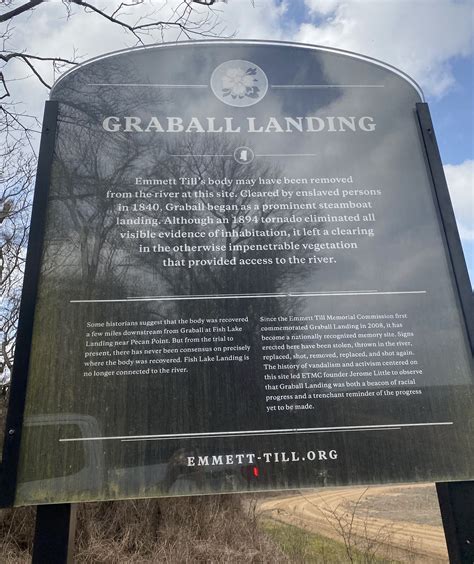 GRABALL LANDING
Emmett Till's body may have been removed
from the river at this site. Cleared by enslaved persons
in 1840, Graball began as a prominent steamboat
landing. Although an 1894 tornado eliminated all
visible evidence of inhabitation, it left a clearing
in the otherwise impenetrable vegetation
that provided access to the river.
Some historians suggest that the body was recovered
a few miles downstream from Graball at Fish Lake
Landing near Pecan Point. But from the trial to
present, there has never been consensus on precisely
where the body was recovered. Fish Lake Landing is
no longer connected to the river.
Since the Emmett Till Memorial Commission first
commemorated Graball Landing in 2008, it has
become a nationally recognized memory site. Signs
erected here have been stolen, thrown in the river,
replaced, shot, removed, replaced, and shot again.
The history of vandalism and activism centered on
this site led ETMC founder Jerome Little to observe
that Graball Landing was both a beacon of racial
progress and a trenchant reminder of the progress
yet to be made.
EMMETT-TILL.ORG